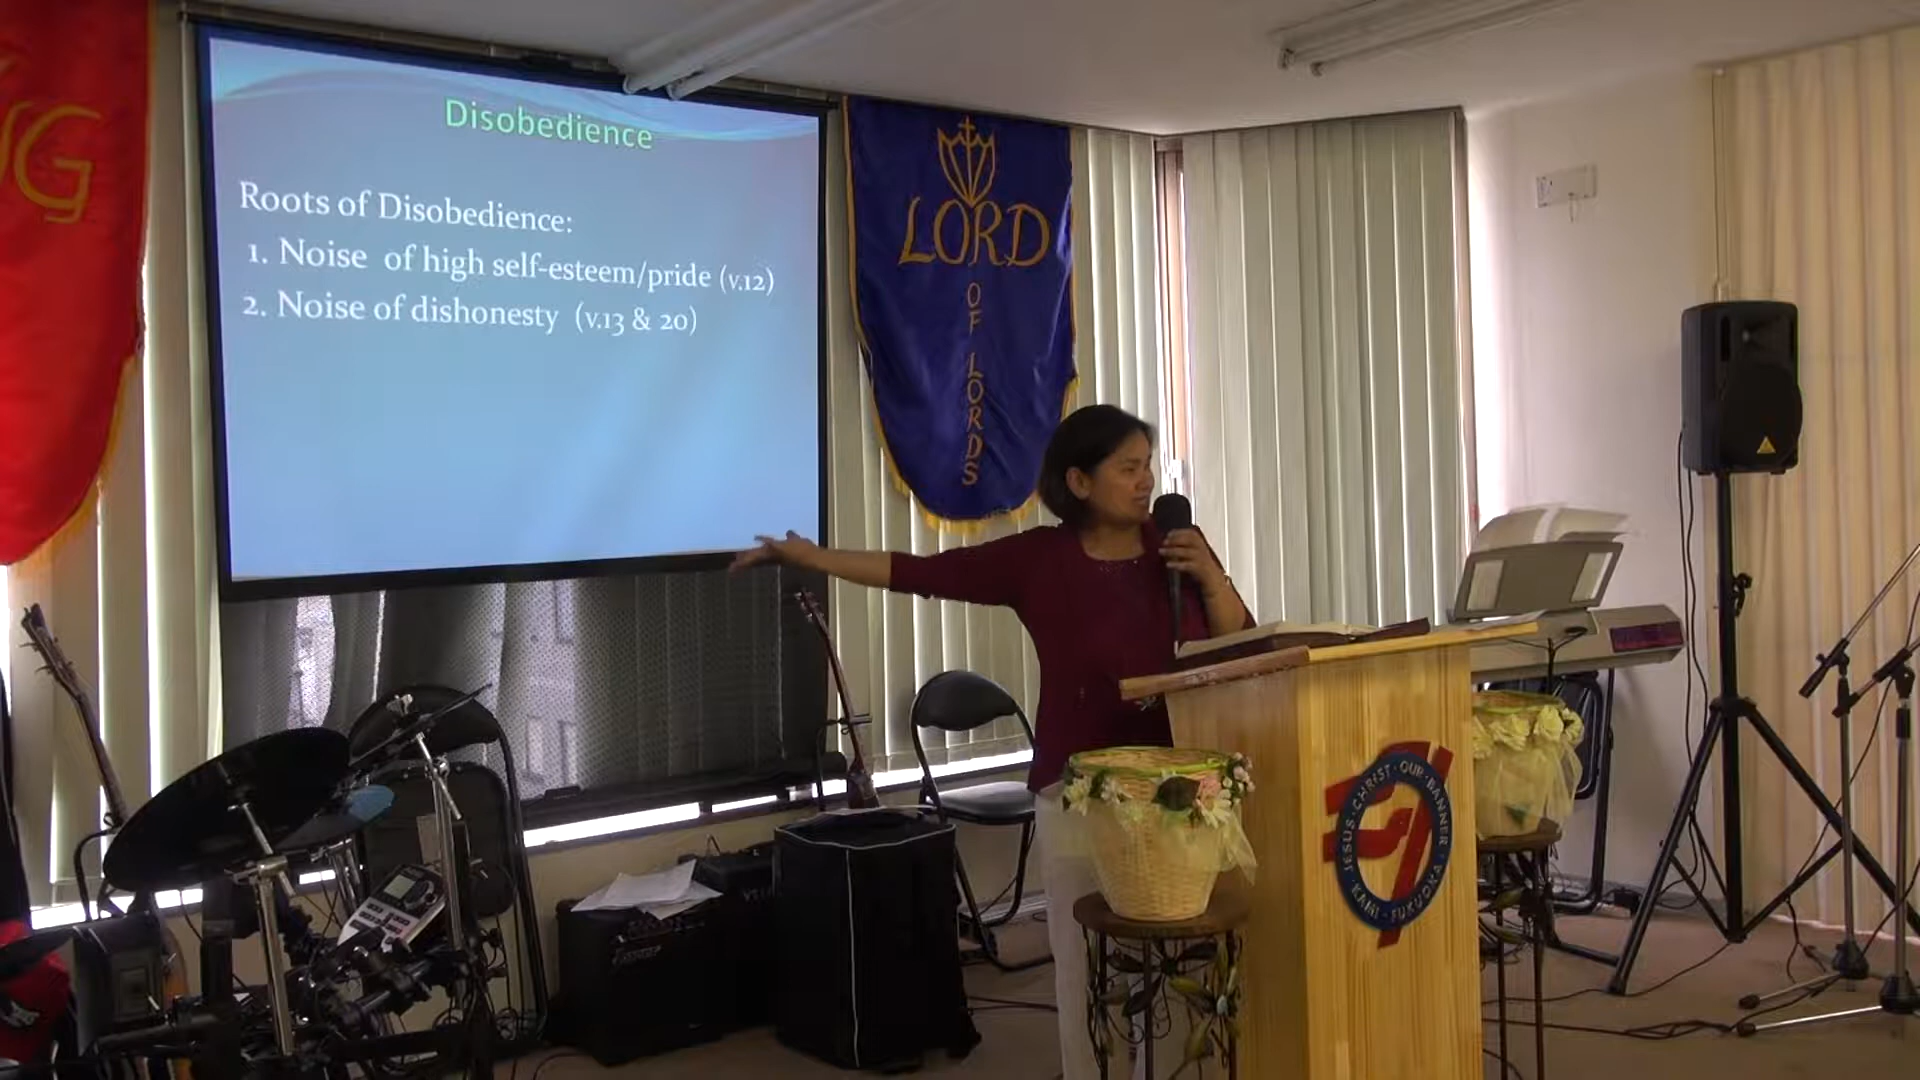 Disobedience
Roots of Disobedience:
1. Noise of high self-esteem/pride (v.12)
2. Noise of dishonesty (v.13 & 20)
NG
LORD
OF LORDS
JESUS · CHRIST · OUR · BANNER · KAMI · FUKUOKA